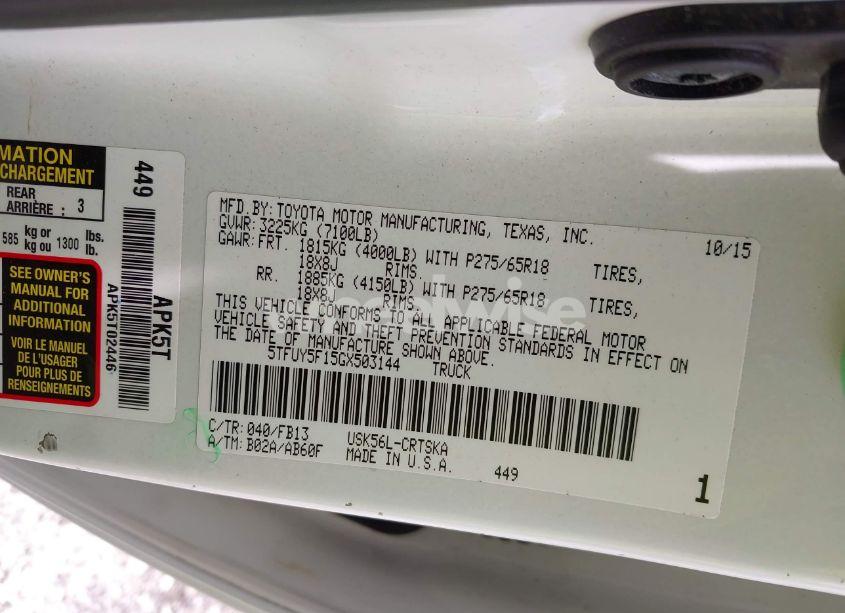 MATION
CHARGEMENT
REAR
ARRIÈRE : 3
585 kg or
kg ou 1300 lbs.
lb.
SEE OWNER'S
MANUAL FOR
ADDITIONAL
INFORMATION
VOIR LE MANUEL
DE L'USAGER
POUR PLUS DE
RENSEIGNEMENTS
449
APK5T
APK5T02446
MFD BY: TOYOTA MOTOR MANUFACTURING, TEXAS, INC. 10/15
GVWR: 3225KG (7100LB)
GAWR: FRT. 1815KG (4000LB) WITH P275/65R18 TIRES,
18X8J RIMS.
RR. 1885KG (4150LB) WITH P275/65R18 TIRES,
18X8J RIMS.
THIS VEHICLE CONFORMS TO ALL APPLICABLE FEDERAL MOTOR
VEHICLE SAFETY AND THEFT PREVENTION STANDARDS IN EFFECT ON
THE DATE OF MANUFACTURE SHOWN ABOVE.
5TFUY5F15GX503144 TRUCK
C/TR: 040/FB13 USK56L-CRTSKA
A/TM: B02A/AB60F MADE IN U.S.A. 449
1